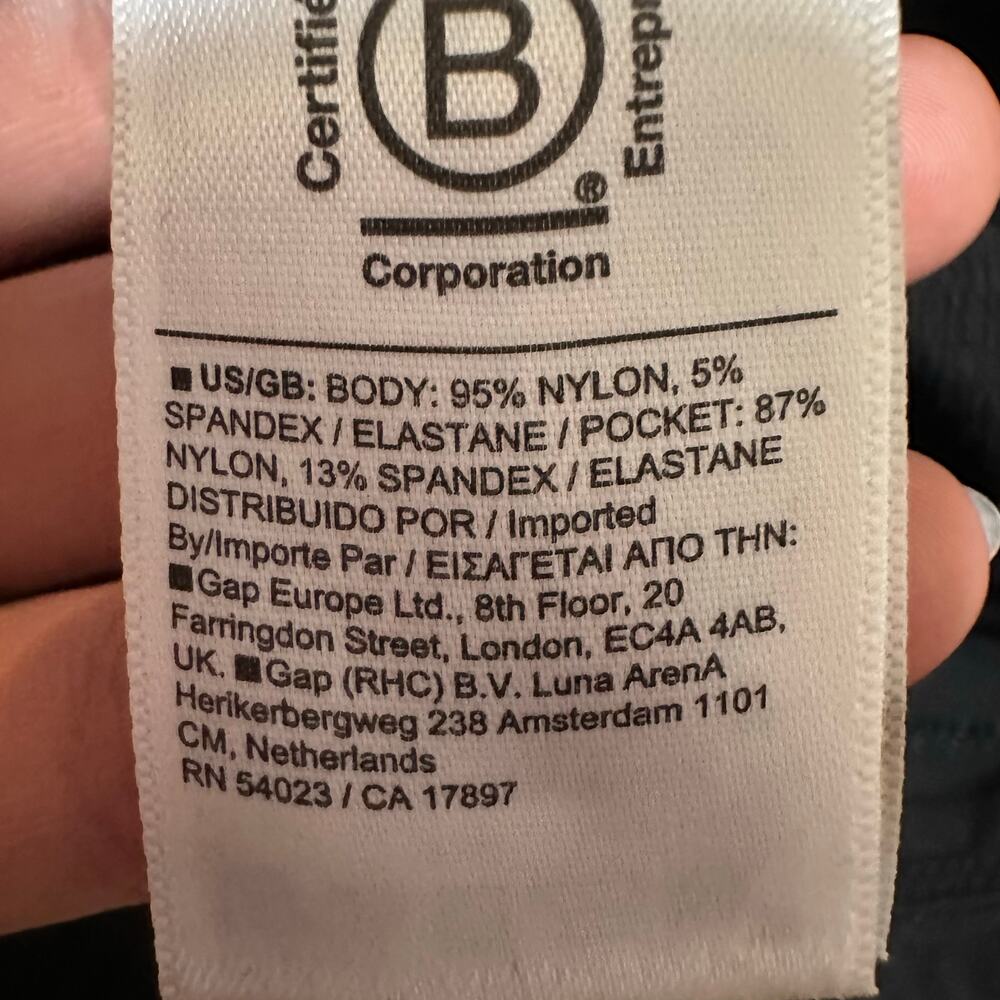 Certifie
B
Entrepr
®
Corporation
■ US/GB: BODY: 95% NYLON, 5%
SPANDEX / ELASTANE / POCKET: 87%
NYLON, 13% SPANDEX / ELASTANE
DISTRIBUIDO POR / Imported
By/Importe Par / ΕΙΣΑΓΕΤΑΙ ΑΠΟ ΤΗΝ:
■Gap Europe Ltd., 8th Floor, 20
Farringdon Street, London, EC4A 4AB,
UK. ■Gap (RHC) B.V. Luna ArenA
Herikerbergweg 238 Amsterdam 1101
CM, Netherlands
RN 54023 / CA 17897